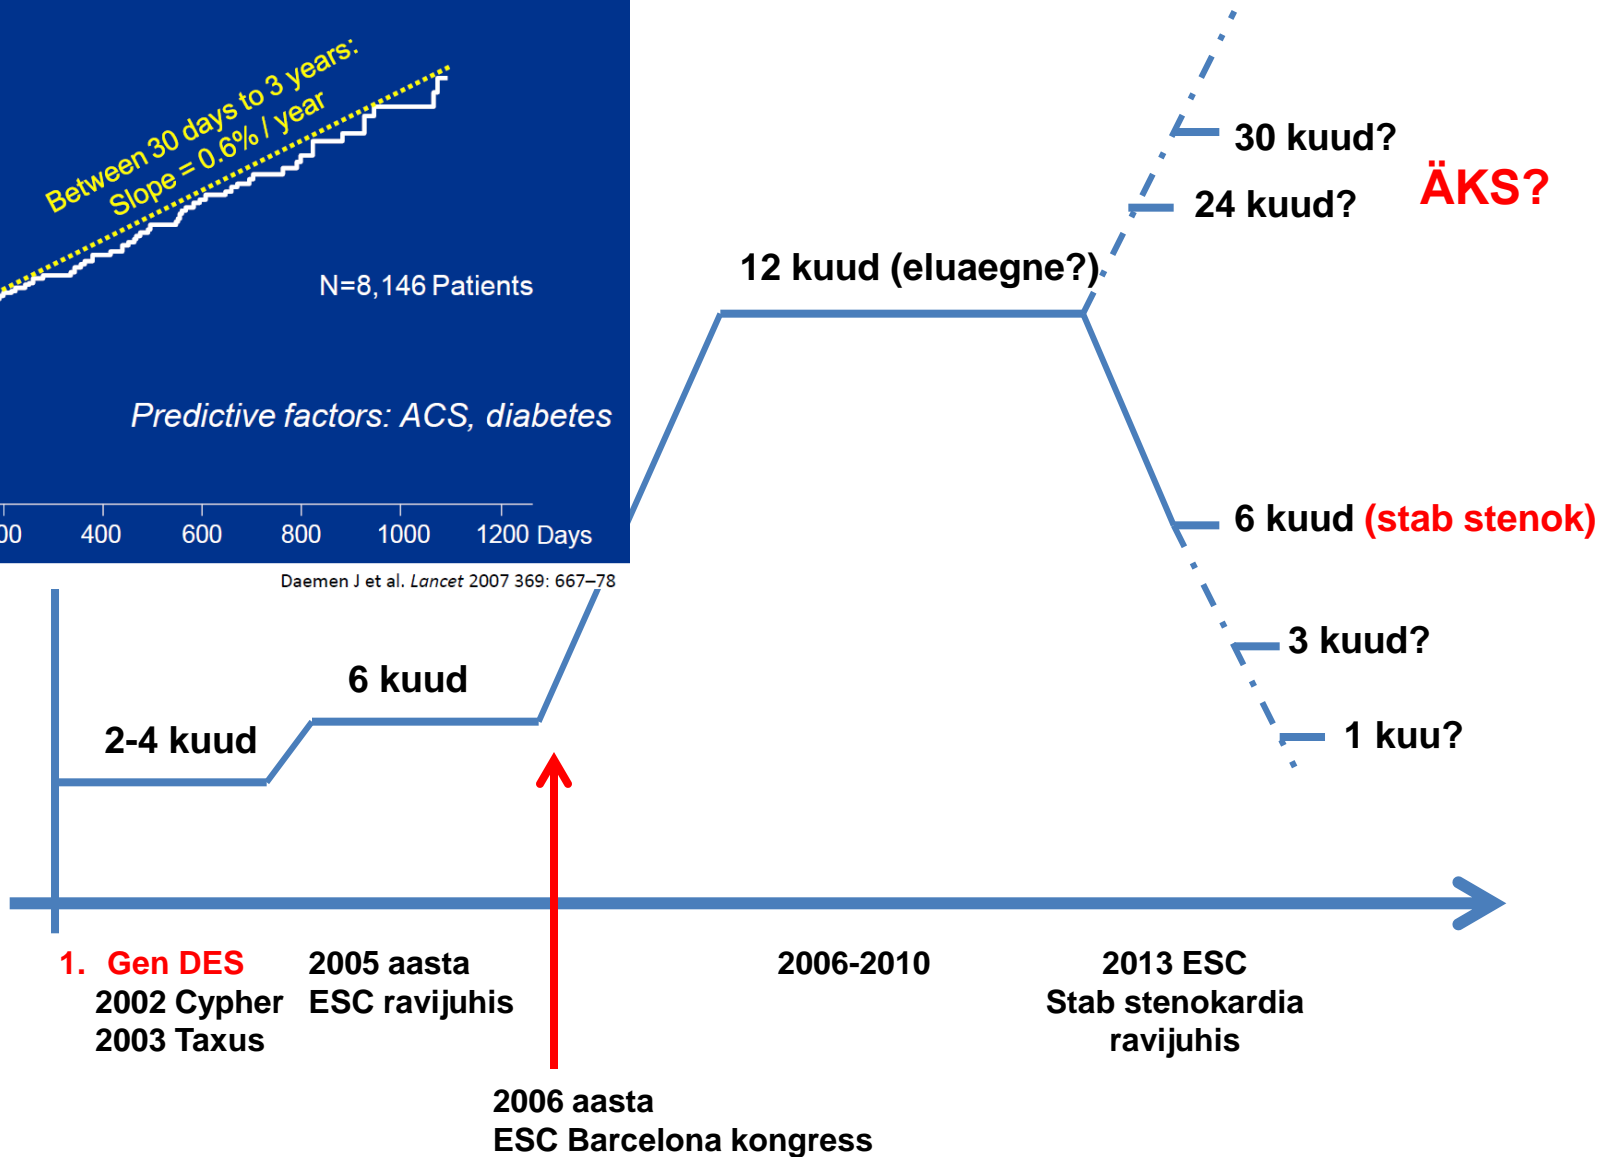 Between 30 days to 3 years:
Slope = 0.6% / year
N=8,146 Patients
Predictive factors: ACS, diabetes
400 600 800 1000 1200 Days
Daemen J et al. Lancet 2007 369: 667–78
30 kuud?
ÄKS?
24 kuud?
12 kuud (eluaegne?)
6 kuud (stab stenok)
3 kuud?
1 kuu?
6 kuud
2-4 kuud
1. Gen DES
2002 Cypher
2003 Taxus
2005 aasta
ESC ravijuhis
2006 aasta
ESC Barcelona kongress
2006-2010
2013 ESC
Stab stenokardia
ravijuhis